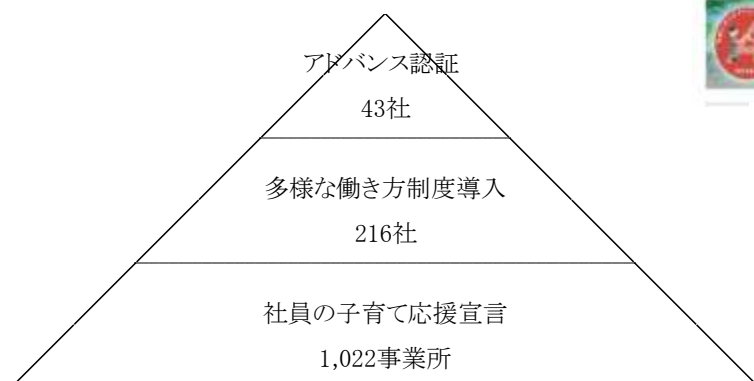 アドバンス認証
43社
多様な働き方制度導入
216社
社員の子育て応援宣言
1,022事業所